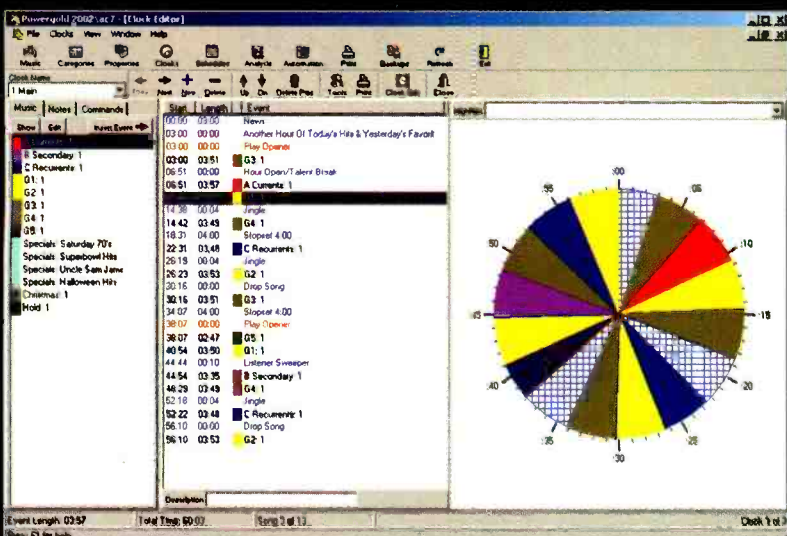 Powergold 2002\ac7 - [Clock Editor]
File Clocks View Window Help
Music Categories Properties Clocks Scheduler Analysis Automation Print Backups Refresh Exit
Clock Name
1 Main
Prev Next New Delete Up Dn Delete Pos Tools Print Clock Grid Close
Music Notes Commands
Show Edit Insert Event
B Secondary: 1
C Recurrents: 1
G1: 1
G2: 1
G3: 1
G4: 1
G5: 1
Specials: Saturday 70's
Specials: Superbowl Hits
Specials: Uncle Sam Jams
Specials: Halloween Hits
Christmas: 1
Hold: 1
Start Length Event
00:00 03:00 News
03:00 00:00 Another Hour Of Today's Hits & Yesterday's Favorit
03:00 00:00 Play Opener
03:00 03:51 G3: 1
06:51 00:00 Hour Open/Talent Break
06:51 03:57 A Currents: 1
14:38 00:04 Jingle
14:42 03:49 G4: 1
18:31 04:00 Stopset 4:00
22:31 03:48 C Recurrents: 1
26:19 00:04 Jingle
26:23 03:53 G2: 1
30:16 00:00 Drop Song
30:16 03:51 G3: 1
34:07 04:00 Stopset 4:00
38:07 00:00 Play Opener
38:07 02:47 G5: 1
40:54 03:50 G1: 1
44:44 00:10 Listener Sweeper
44:54 03:35 B Secondary: 1
48:29 03:49 G4: 1
52:18 00:04 Jingle
52:22 03:48 C Recurrents: 1
56:10 00:00 Drop Song
56:10 03:53 G2: 1
:00
:05
:10
:15
:20
:25
:30
:35
:40
:45
:50
:55
Description
Event Length: 03:57 Total Time: 60:03 Song 2 of 13 Clock 1 of